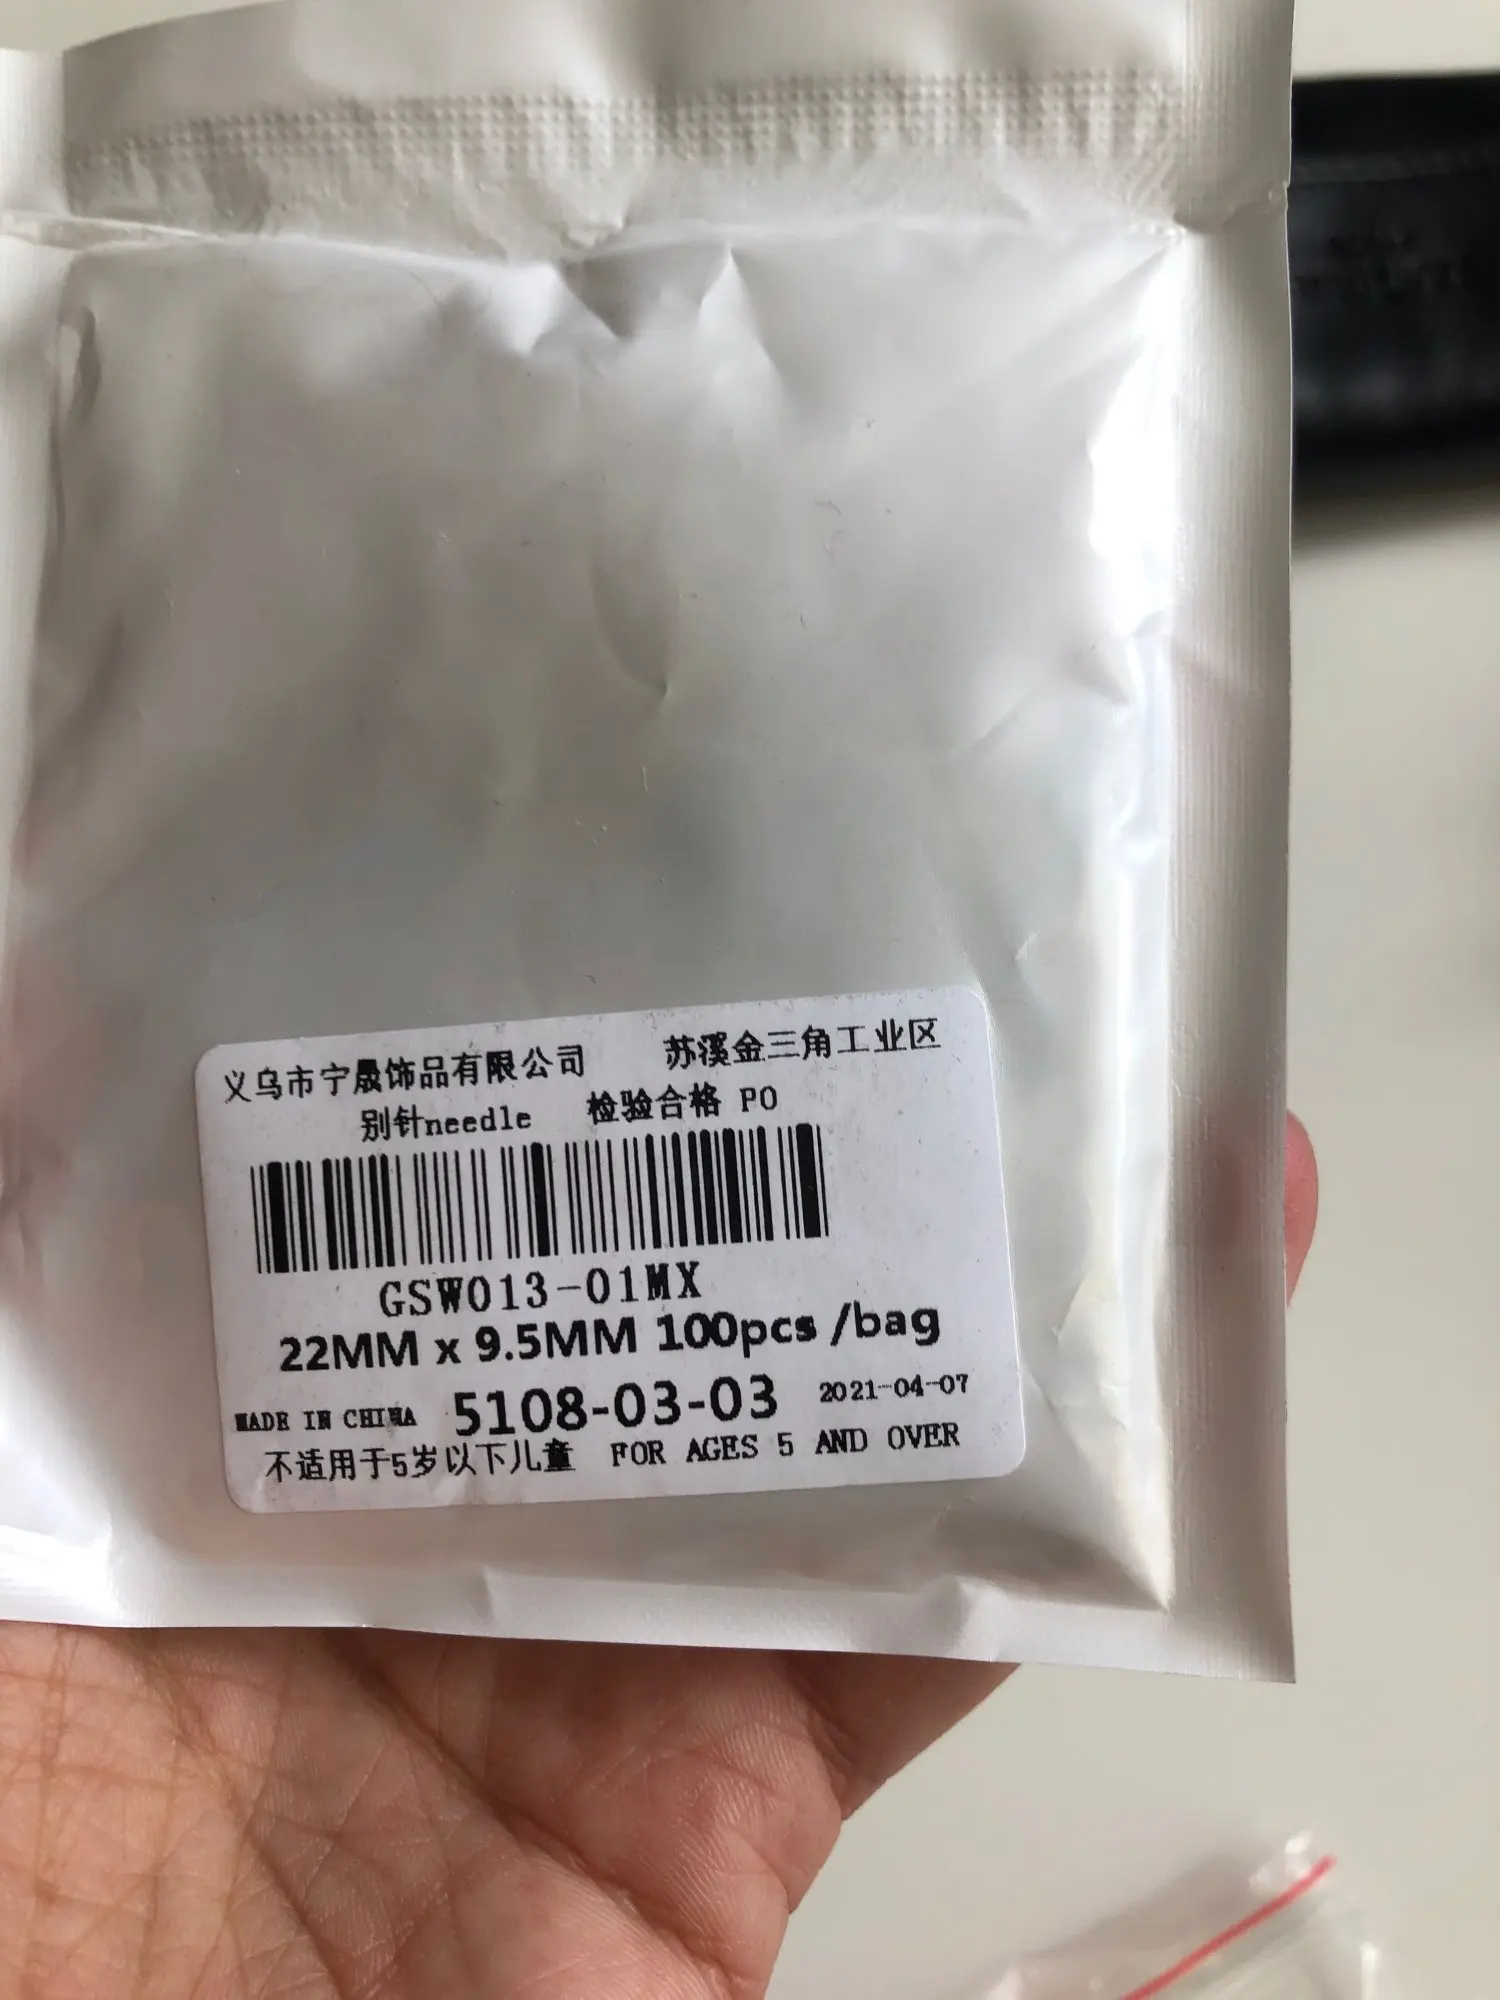 义乌市宁晟饰品有限公司 苏溪金三角工业区
别针needle 检验合格 PO
GSW013-01MX
22MM x 9.5MM 100pcs /bag
MADE IN CHINA 5108-03-03 2021-04-07
不适用于5岁以下儿童 FOR AGES 5 AND OVER